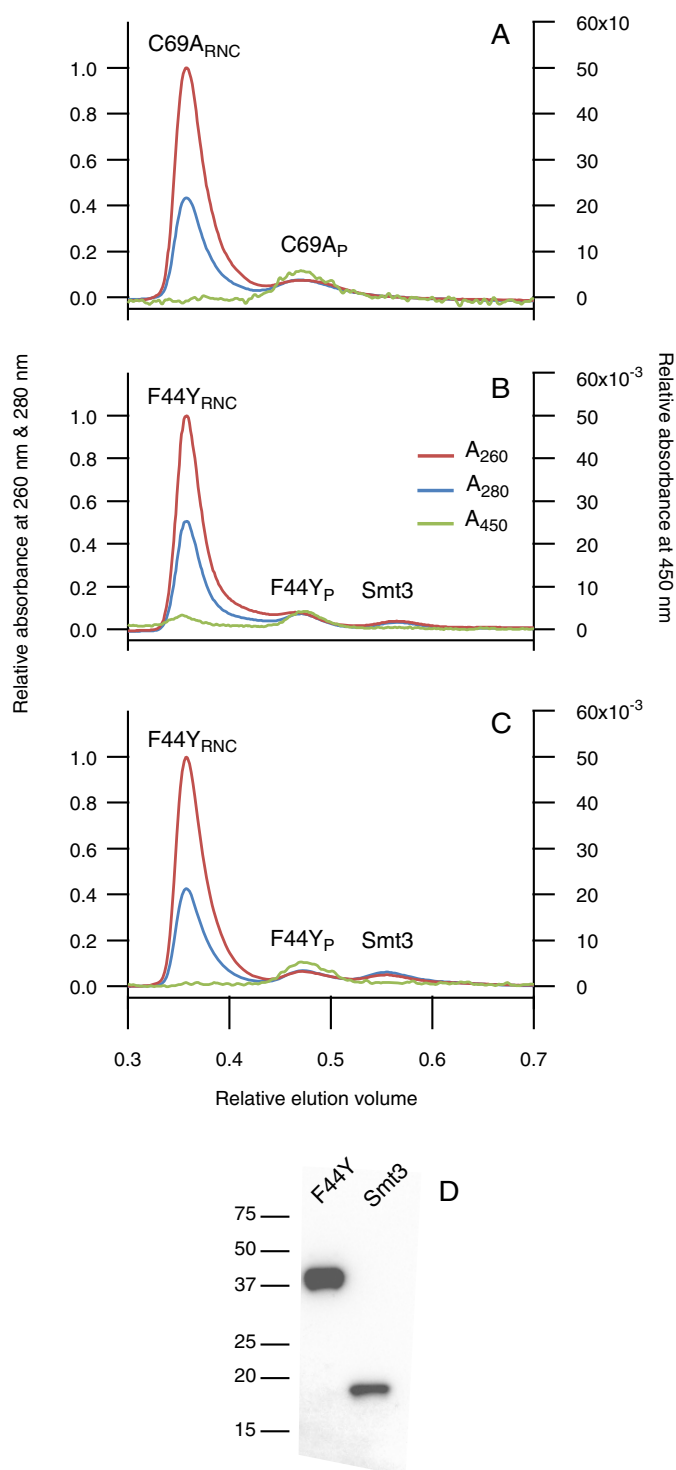 A
60x10
C69A_RNC
1.0
50
0.8
40
0.6
30
0.4
20
C69A_P
0.2
10
0.0
0
B
60x10^-3
F44Y_RNC
1.0
50
A_260
0.8
40
A_280
0.6
30
A_450
0.4
20
F44Y_P
Smt3
0.2
10
0.0
0
C
60x10^-3
F44Y_RNC
1.0
50
0.8
40
0.6
30
0.4
20
F44Y_P
Smt3
0.2
10
0.0
0
0.3 0.4 0.5 0.6 0.7
Relative elution volume
Relative absorbance at 260 nm & 280 nm
Relative absorbance at 450 nm
F44Y
Smt3
D
75
50
37
25
20
15